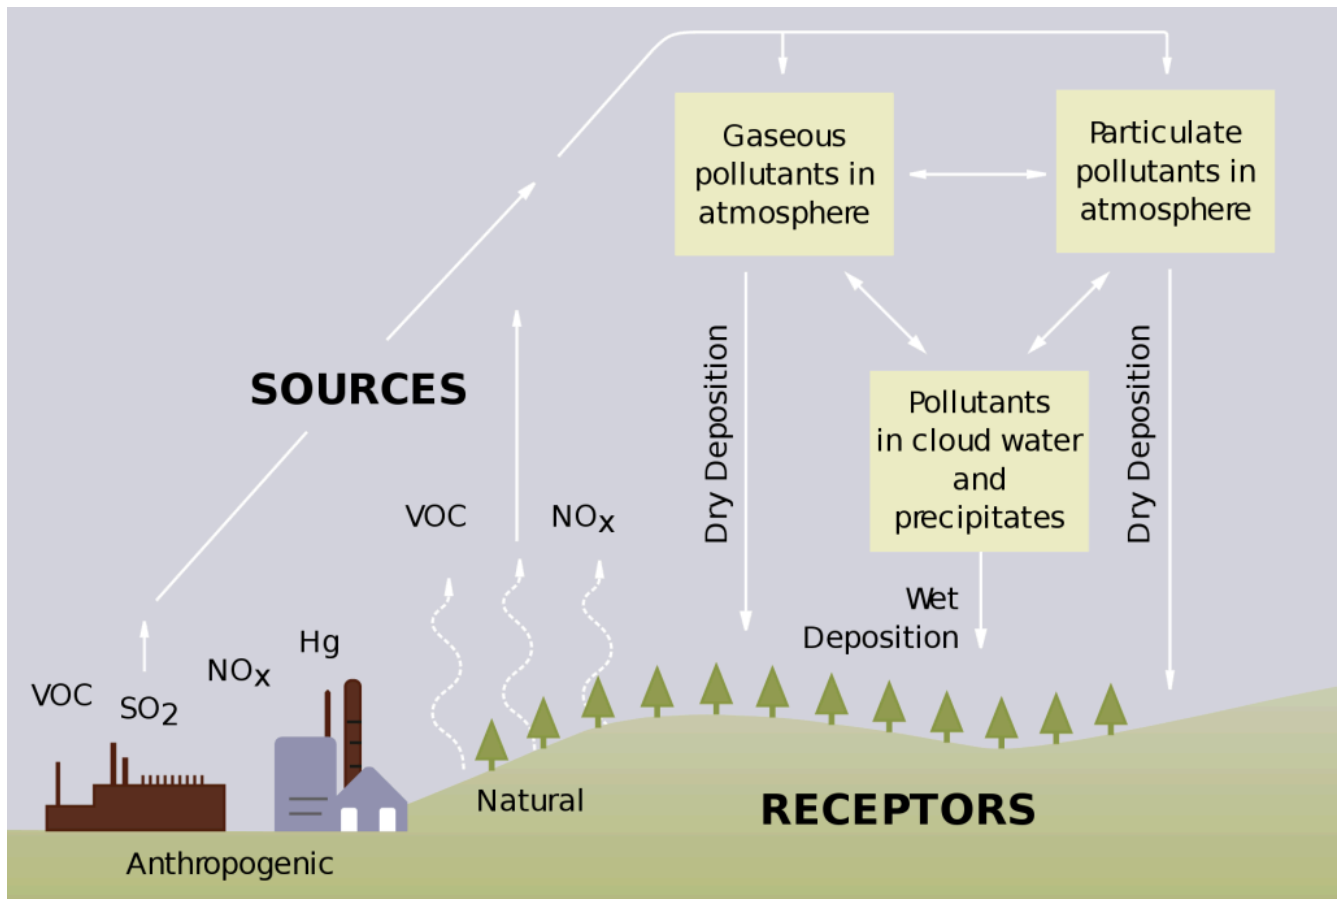 Gaseous
pollutants in
atmosphere
Particulate
pollutants in
atmosphere
SOURCES
Dry Deposition
Dry Deposition
Pollutants
in cloud water
and
precipitates
VOC
NOx
Wet
Deposition
Hg
NOx
VOC
SO2
Natural
RECEPTORS
Anthropogenic